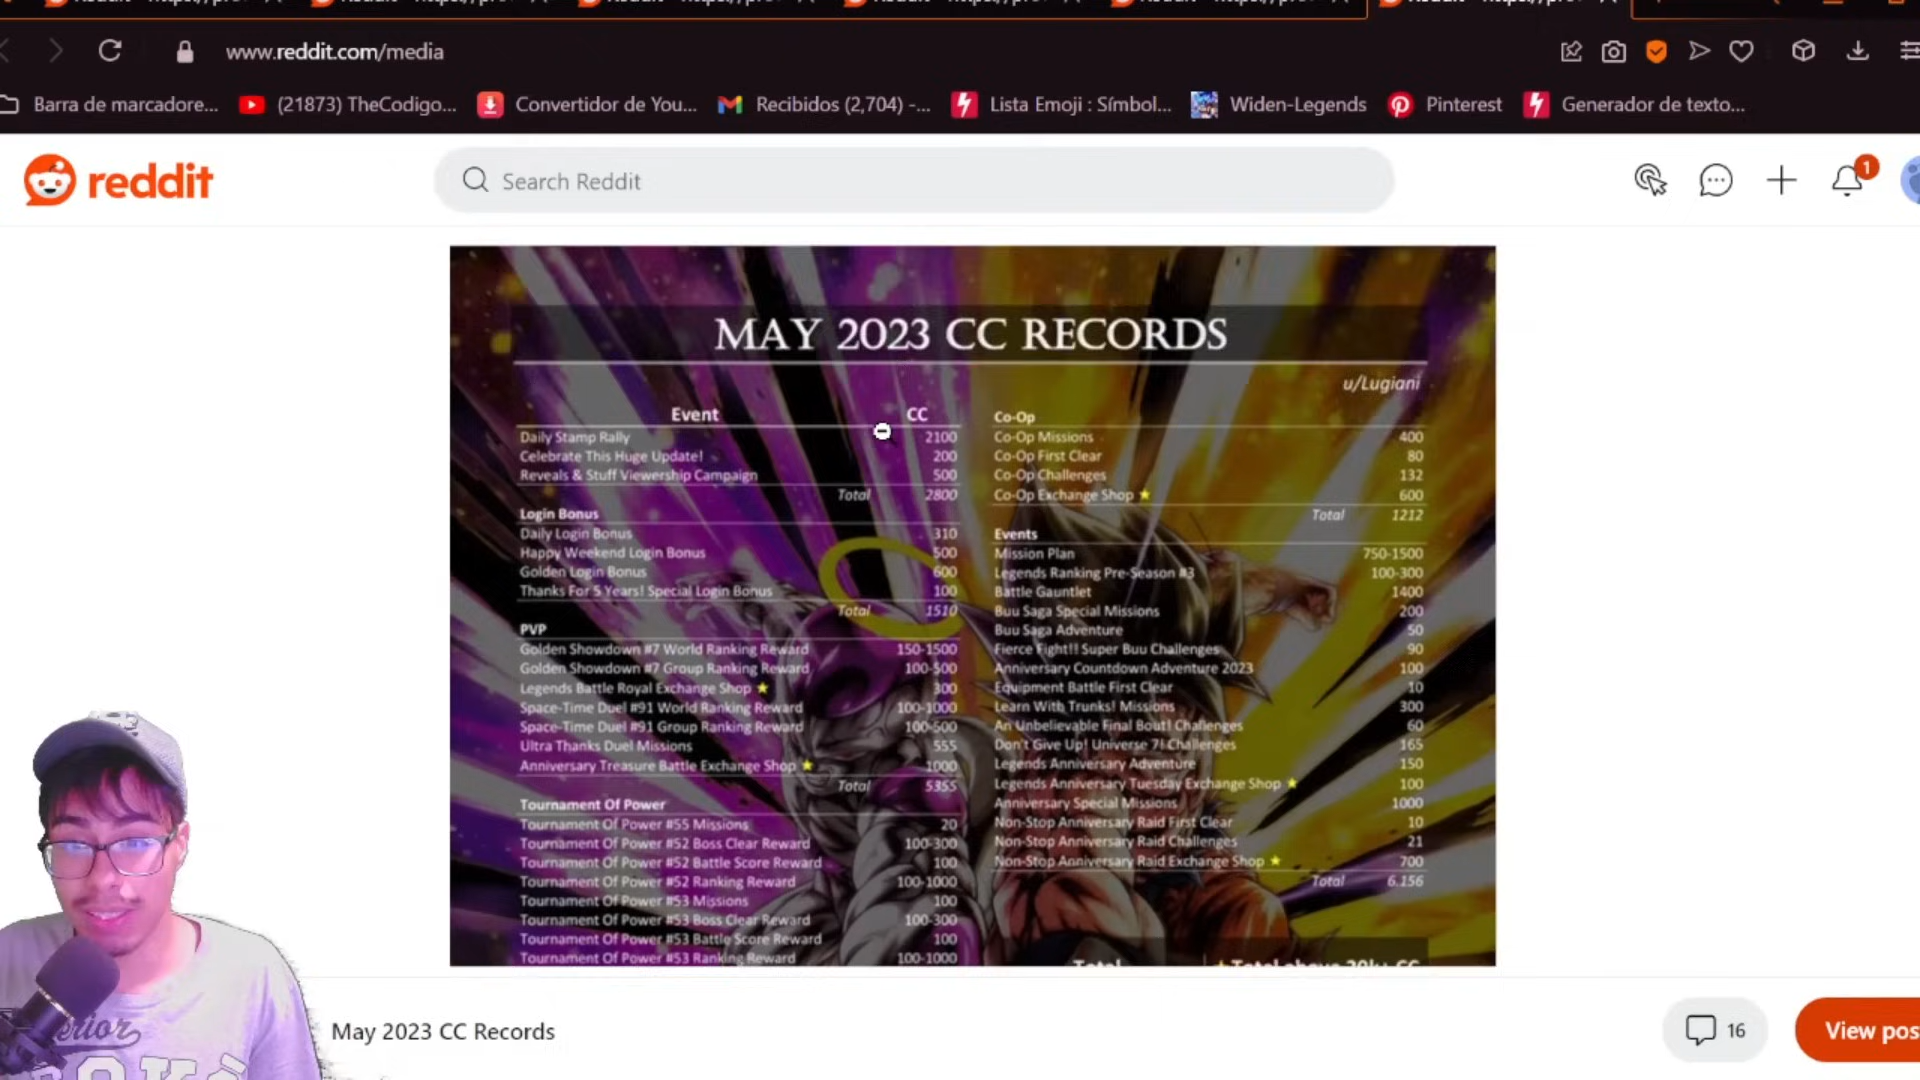 www.reddit.com/media
Barra de marcadore... (21873) TheCodigo... Convertidor de You... Recibidos (2,704) -... Lista Emoji : Símbol... Widen-Legends Pinterest Generador de texto...
reddit Search Reddit 1
MAY 2023 CC RECORDS
u/Lugiani
Event CC
Daily Stamp Rally 2100
Celebrate This Huge Update! 200
Reveals & Stuff Viewership Campaign 500
Total 2800
Login Bonus
Daily Login Bonus 310
Happy Weekend Login Bonus 500
Golden Login Bonus 600
Thanks For 5 Years! Special Login Bonus 100
Total 1510
PVP
Golden Showdown #7 World Ranking Reward 150-1500
Golden Showdown #7 Group Ranking Reward 100-500
Legends Battle Royal Exchange Shop ★ 300
Space-Time Duel #91 World Ranking Reward 100-1000
Space-Time Duel #91 Group Ranking Reward 100-500
Ultra Thanks Duel Missions 555
Anniversary Treasure Battle Exchange Shop ★ 1000
Total 5355
Tournament Of Power
Tournament Of Power #55 Missions 20
Tournament Of Power #52 Boss Clear Reward 100-300
Tournament Of Power #52 Battle Score Reward 100
Tournament Of Power #52 Ranking Reward 100-1000
Tournament Of Power #53 Missions 100
Tournament Of Power #53 Boss Clear Reward 100-300
Tournament Of Power #53 Battle Score Reward 100
Tournament Of Power #53 Ranking Reward 100-1000
Co-Op
Co-Op Missions 400
Co-Op First Clear 80
Co-Op Challenges 132
Co-Op Exchange Shop ★ 600
Total 1212
Events
Mission Plan 750-1500
Legends Ranking Pre-Season #3 100-300
Battle Gauntlet 1400
Buu Saga Special Missions 200
Buu Saga Adventure 50
Fierce Fight!! Super Buu Challenges 90
Anniversary Countdown Adventure 2023 100
Equipment Battle First Clear 10
Learn With Trunks! Missions 300
An Unbelievable Final Bout! Challenges 60
Don't Give Up! Universe 7! Challenges 165
Legends Anniversary Adventure 150
Legends Anniversary Tuesday Exchange Shop ★ 100
Anniversary Special Missions 1000
Non-Stop Anniversary Raid First Clear 10
Non-Stop Anniversary Raid Challenges 21
Non-Stop Anniversary Raid Exchange Shop ★ 700
Total 6.156
Total
May 2023 CC Records 16 View pos